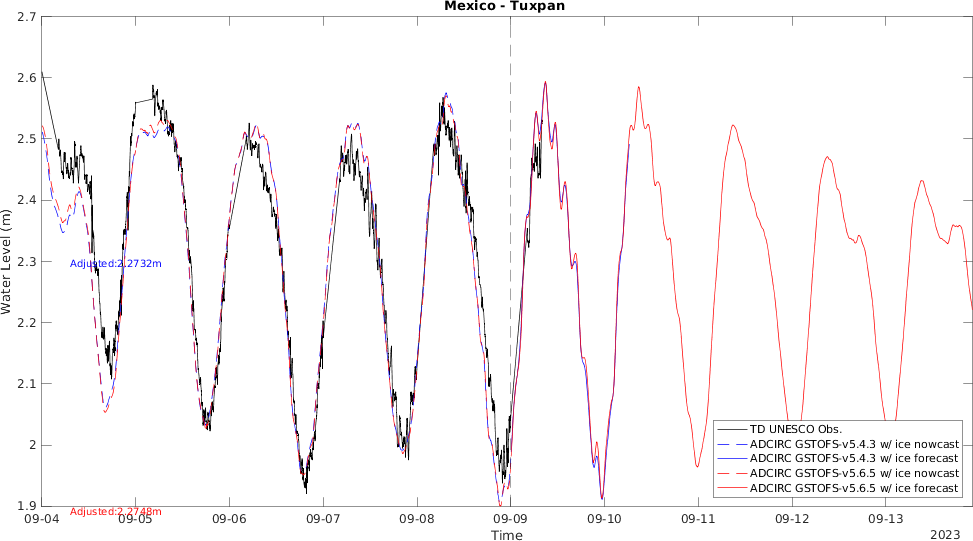 Mexico - Tuxpan
2.7
2.6
2.5
2.4
2.3
2.2
2.1
2
1.9
Water Level (m)
Adjusted:2.2732m
Adjusted:2.2748m
TD UNESCO Obs.
ADCIRC GSTOFS-v5.4.3 w/ ice nowcast
ADCIRC GSTOFS-v5.4.3 w/ ice forecast
ADCIRC GSTOFS-v5.6.5 w/ ice nowcast
ADCIRC GSTOFS-v5.6.5 w/ ice forecast
09-04 09-05 09-06 09-07 09-08 09-09 09-10 09-11 09-12 09-13
Time
2023